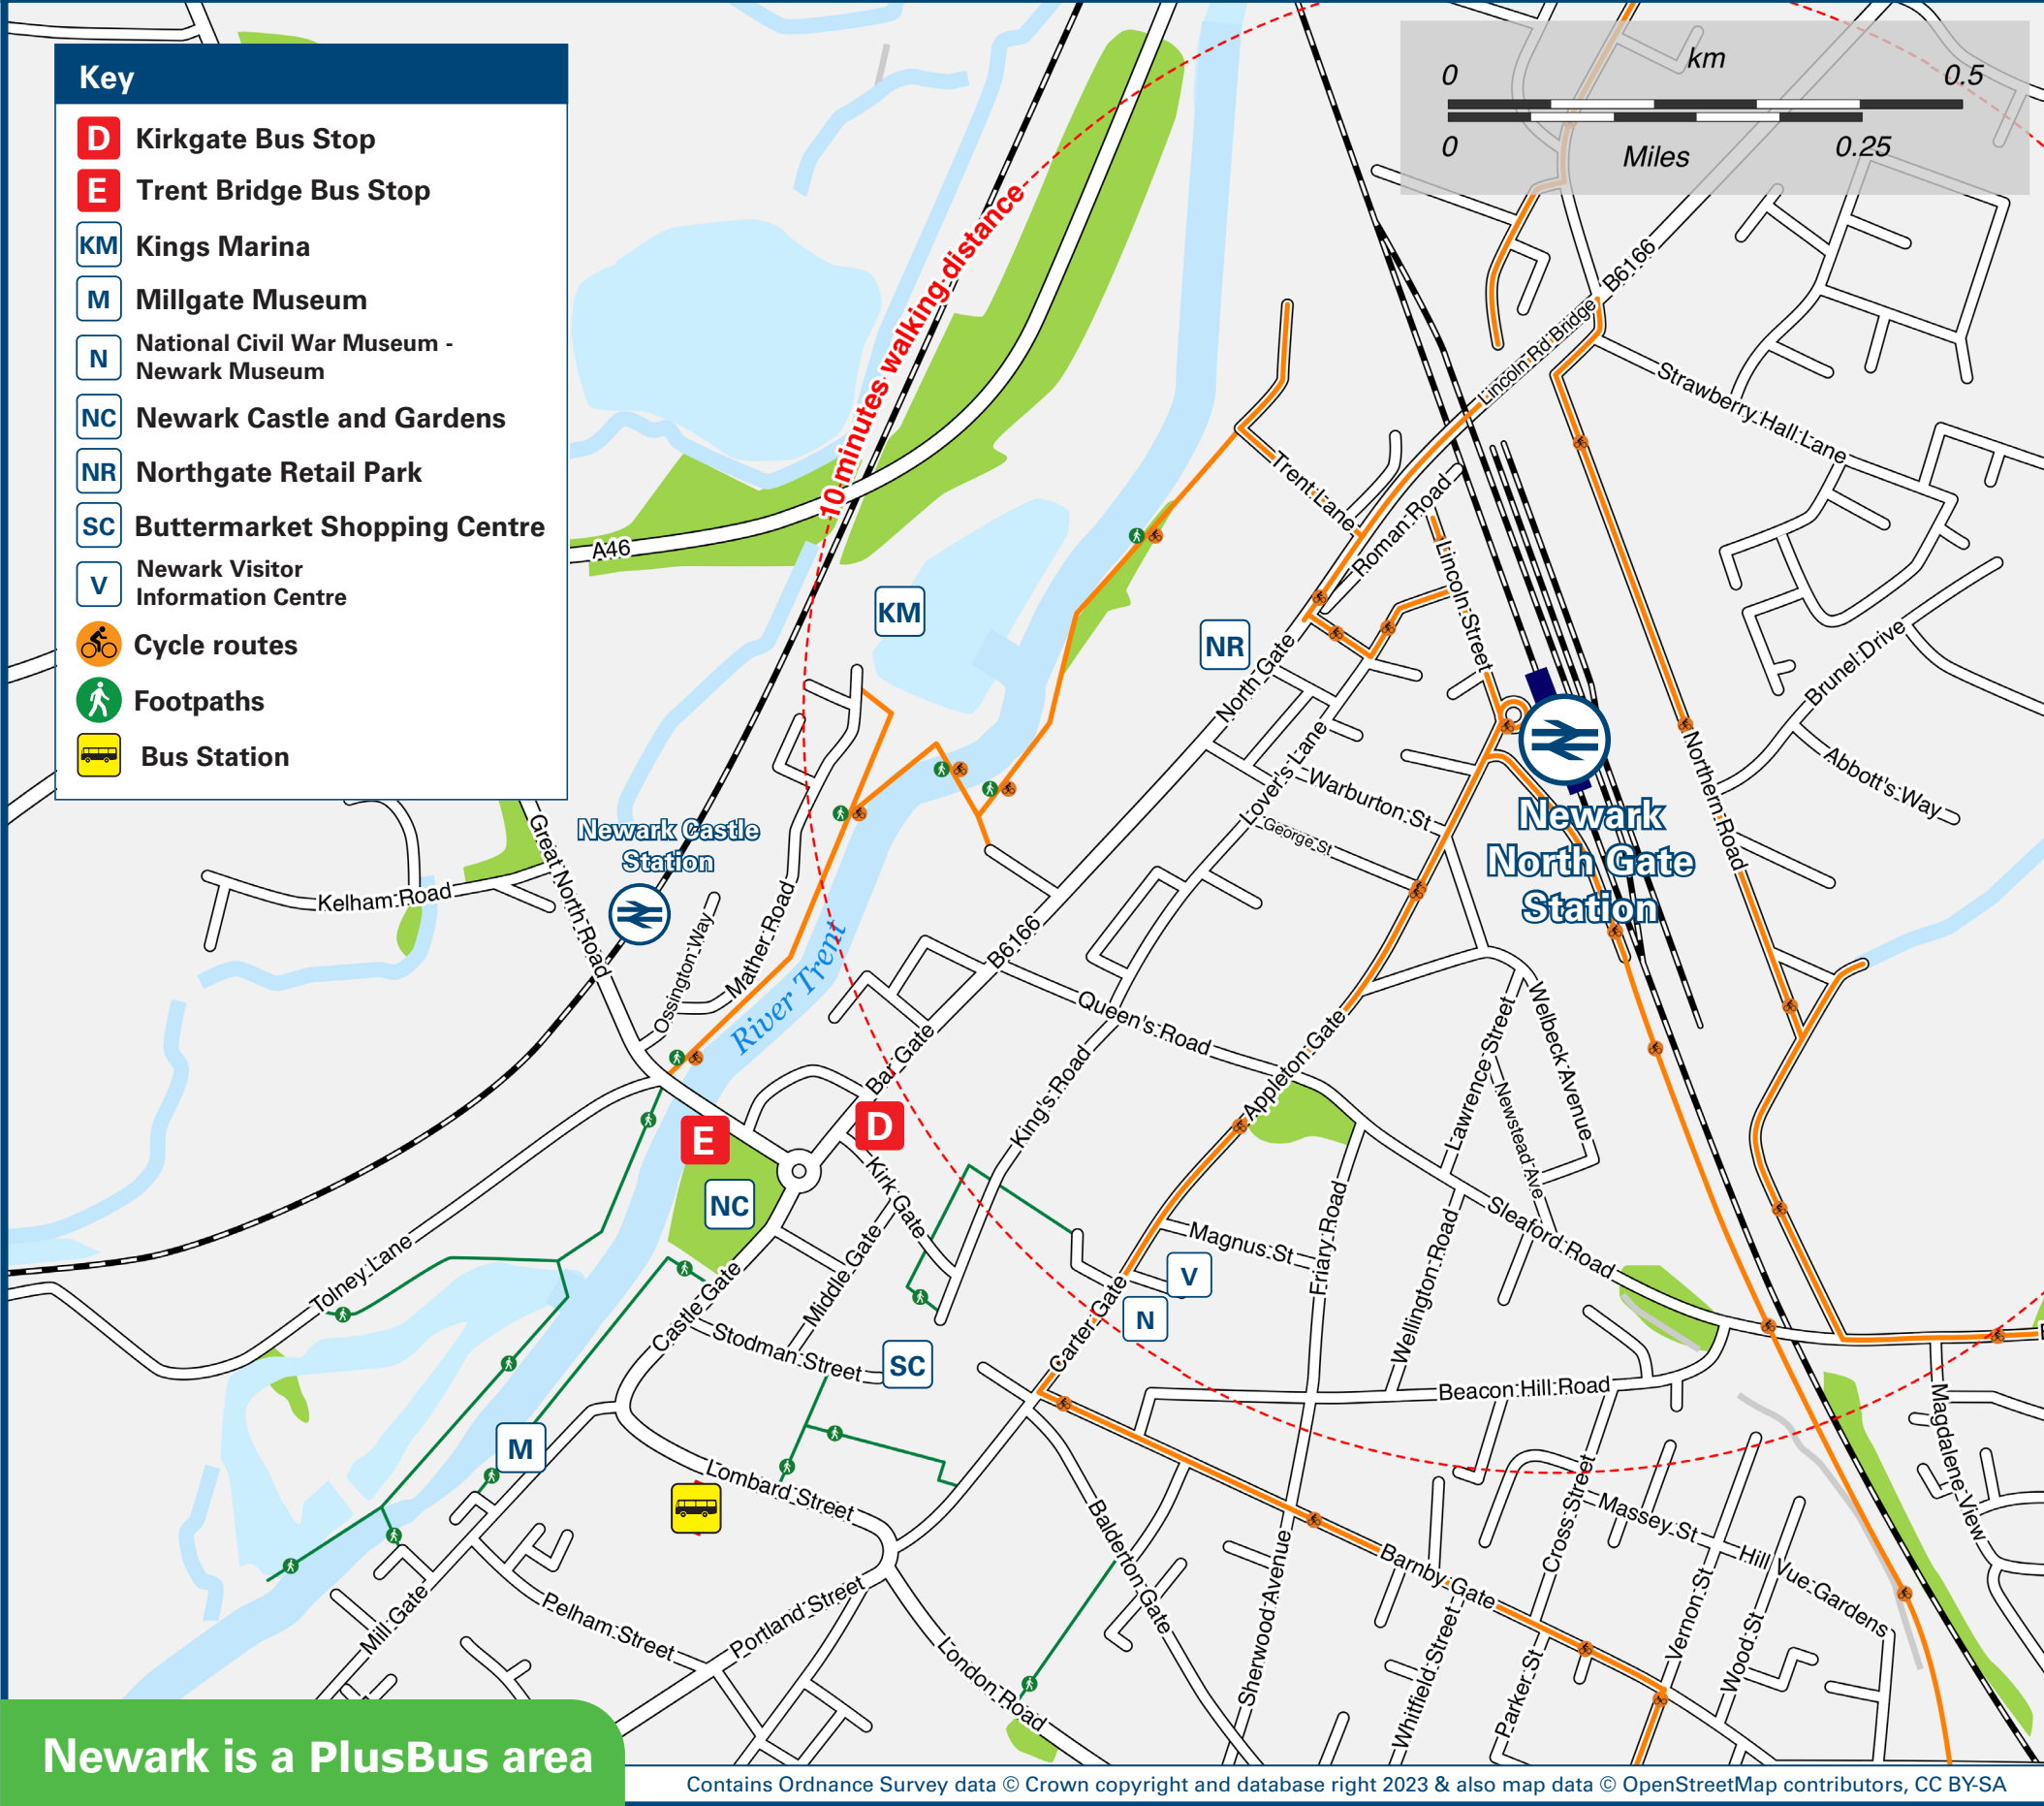 Key
D Kirkgate Bus Stop
E Trent Bridge Bus Stop
KM Kings Marina
M Millgate Museum
N National Civil War Museum -
Newark Museum
NC Newark Castle and Gardens
NR Northgate Retail Park
SC Buttermarket Shopping Centre
V Newark Visitor
Information Centre
Cycle routes
Footpaths
Bus Station
km
0 0.5
0 Miles 0.25
10 minutes walking distance
A46
B6166
Lincoln Rd Bridge
Strawberry Hall Lane
Trent Lane
Roman Road
Lincoln Street
KM
NR
North Gate
Brunel Drive
Abbott's Way
Northern Road
Lover's Lane
Warburton St
George St
Newark
North Gate
Station
Newark Castle
Station
Great North Road
Kelham Road
Ossington Way
Mather Road
River Trent
B6166
Queen's Road
Bar Gate
King's Road
Appleton Gate
Lawrence Street
Welbeck Avenue
Newstead Ave
E
D
NC
Kirk Gate
Middle Gate
Castle Gate
Tolney Lane
Stodman Street
SC
Magnus St
V
N
Carter Gate
Friary Road
Wellington Road
Sleaford Road
Beacon Hill Road
Magdalene View
M
Lombard Street
Balderton Gate
Barnby Gate
Cross Street
Massey St
Hill Vue Gardens
Vernon St
Wood St
Mill Gate
Pelham Street
Portland Street
London Road
Sherwood Avenue
Whitfield Street
Parker St
Newark is a PlusBus area
Contains Ordnance Survey data © Crown copyright and database right 2023 & also map data © OpenStreetMap contributors, CC BY-SA